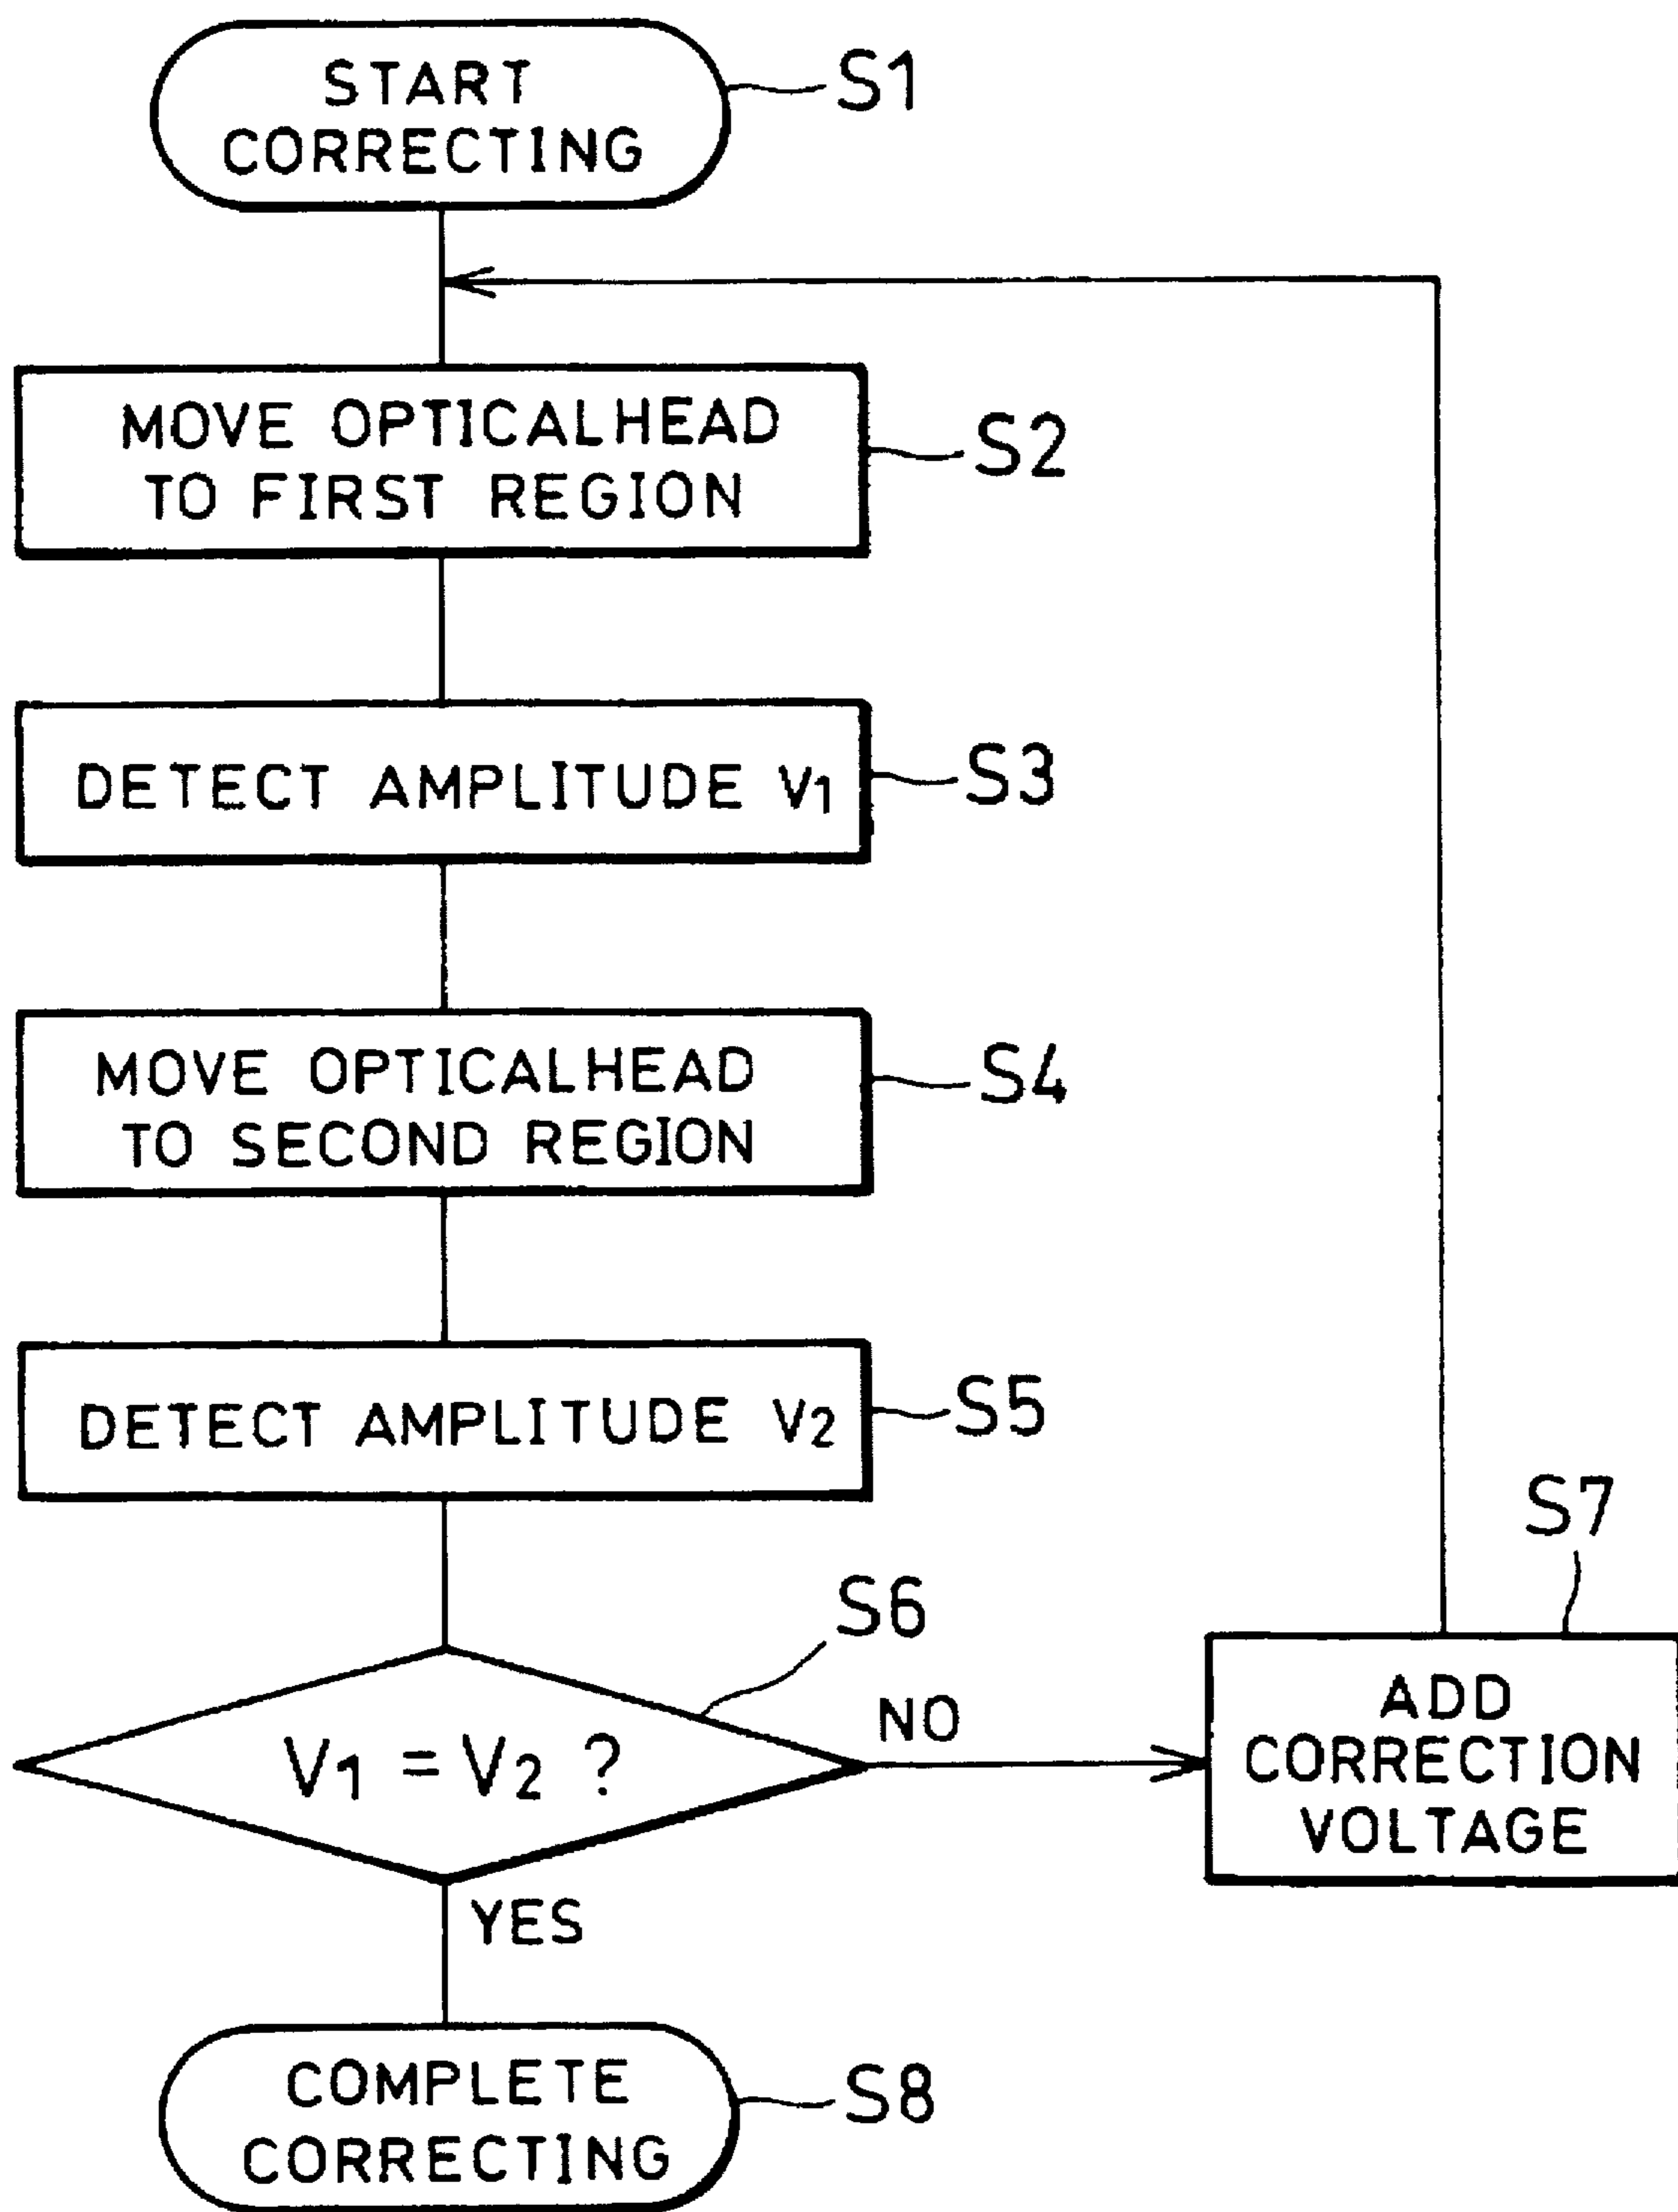 START
CORRECTING
S1
MOVE OPTICALHEAD
TO FIRST REGION
S2
DETECT AMPLITUDE V1
S3
MOVE OPTICALHEAD
TO SECOND REGION
S4
DETECT AMPLITUDE V2
S5
S6
V1 = V2 ?
NO
S7
ADD
CORRECTION
VOLTAGE
YES
COMPLETE
CORRECTING
S8